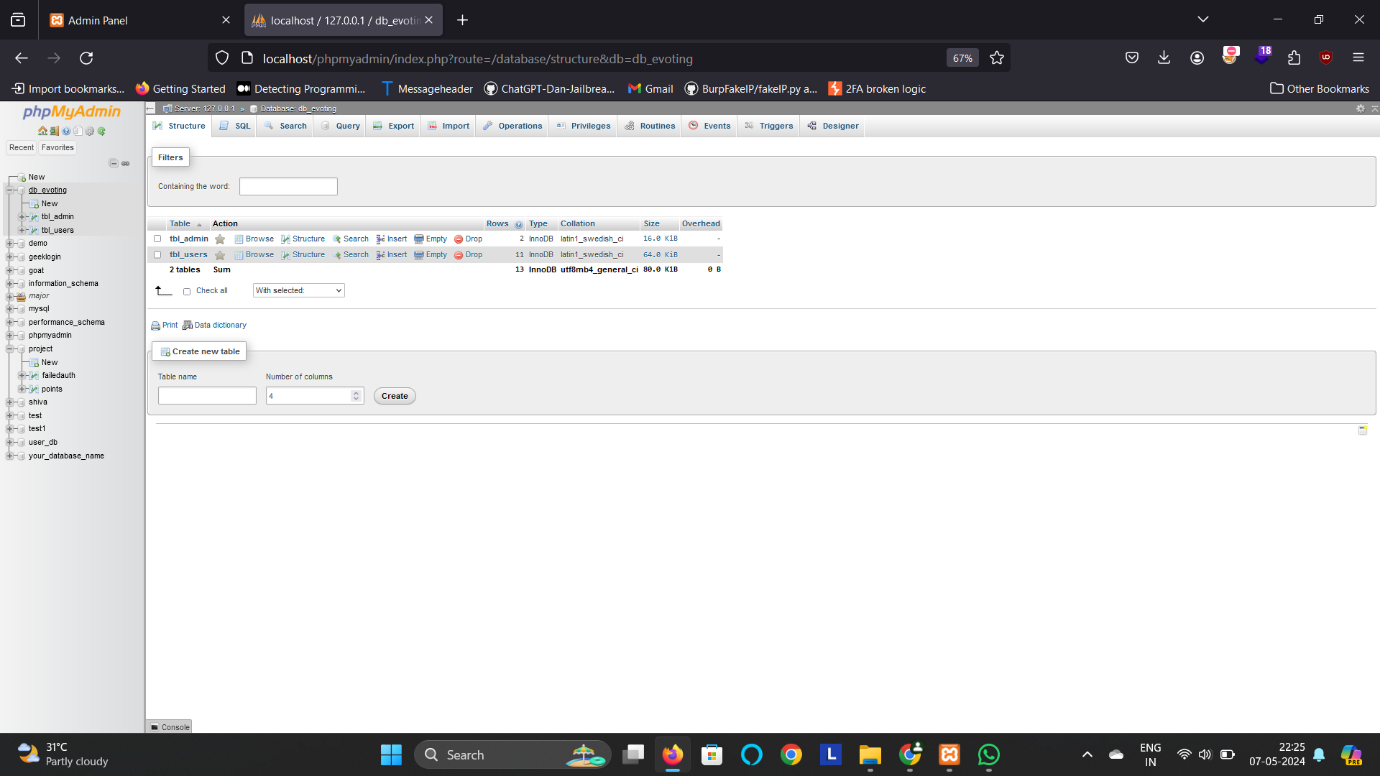 Admin Panel
localhost / 127.0.0.1 / db_evotin
localhost/phpmyadmin/index.php?route=/database/structure&db=db_evoting
67%
18
Import bookmarks...
Getting Started
Detecting Programmi...
Messageheader
ChatGPT-Dan-Jailbrea...
Gmail
BurpFakeIP/fakeIP.py a...
2FA broken logic
Other Bookmarks
phpMyAdmin
Recent Favorites
New
db_evoting
New
tbl_admin
tbl_users
demo
geeklogin
goat
information_schema
major
mysql
performance_schema
phpmyadmin
project
New
failedauth
points
shiva
test
test1
user_db
your_database_name
Server: 127.0.0.1 » Database: db_evoting
Structure SQL Search Query Export Import Operations Privileges Routines Events Triggers Designer
Filters
Containing the word:
Table Action Rows Type Collation Size Overhead
tbl_admin Browse Structure Search Insert Empty Drop 2 InnoDB latin1_swedish_ci 16.0 KiB -
tbl_users Browse Structure Search Insert Empty Drop 11 InnoDB latin1_swedish_ci 64.0 KiB -
2 tables Sum 13 InnoDB utf8mb4_general_ci 80.0 KiB 0 B
Check all With selected:
Print Data dictionary
Create new table
Table name Number of columns
4 Create
Console
31°C
Partly cloudy
Search
L
ENG
IN
22:25
07-05-2024
PRE